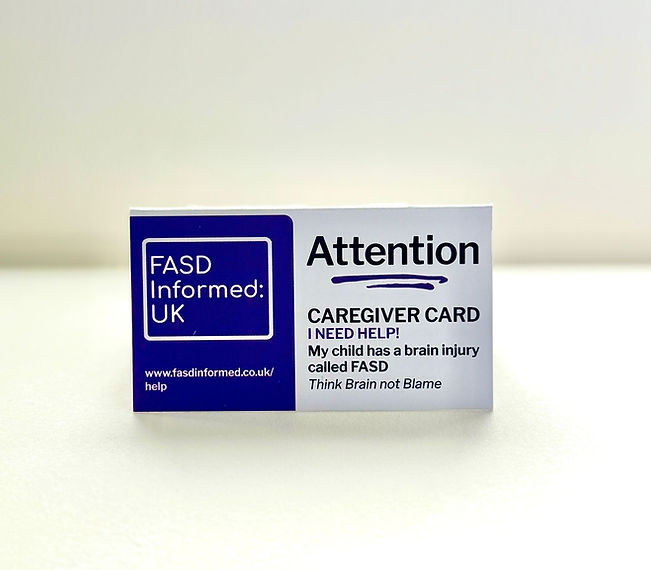 FASD
Informed:
UK
www.fasdinformed.co.uk/
help
Attention
CAREGIVER CARD
I NEED HELP!
My child has a brain injury
called FASD
Think Brain not Blame